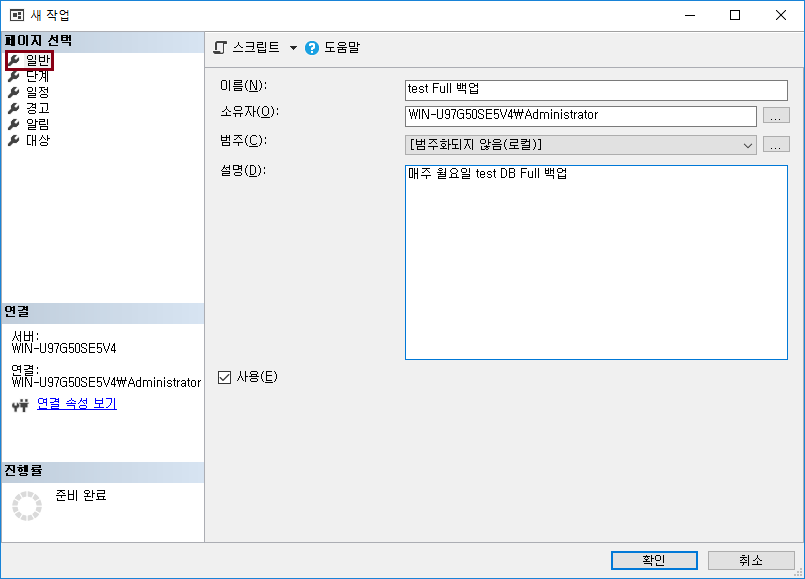 새 작업
페이지 선택
일반
단계
일정
경고
알림
대상
스크립트 도움말
이름(N): test Full 백업
소유자(O): WIN-U97G50SE5V4₩Administrator ...
범주(C): [범주화되지 않음(로컬)] ...
설명(D): 매주 월요일 test DB Full 백업
사용(E)
연결
서버:
WIN-U97G50SE5V4
연결:
WIN-U97G50SE5V4₩Administrator
연결 속성 보기
진행률
준비 완료
확인 취소